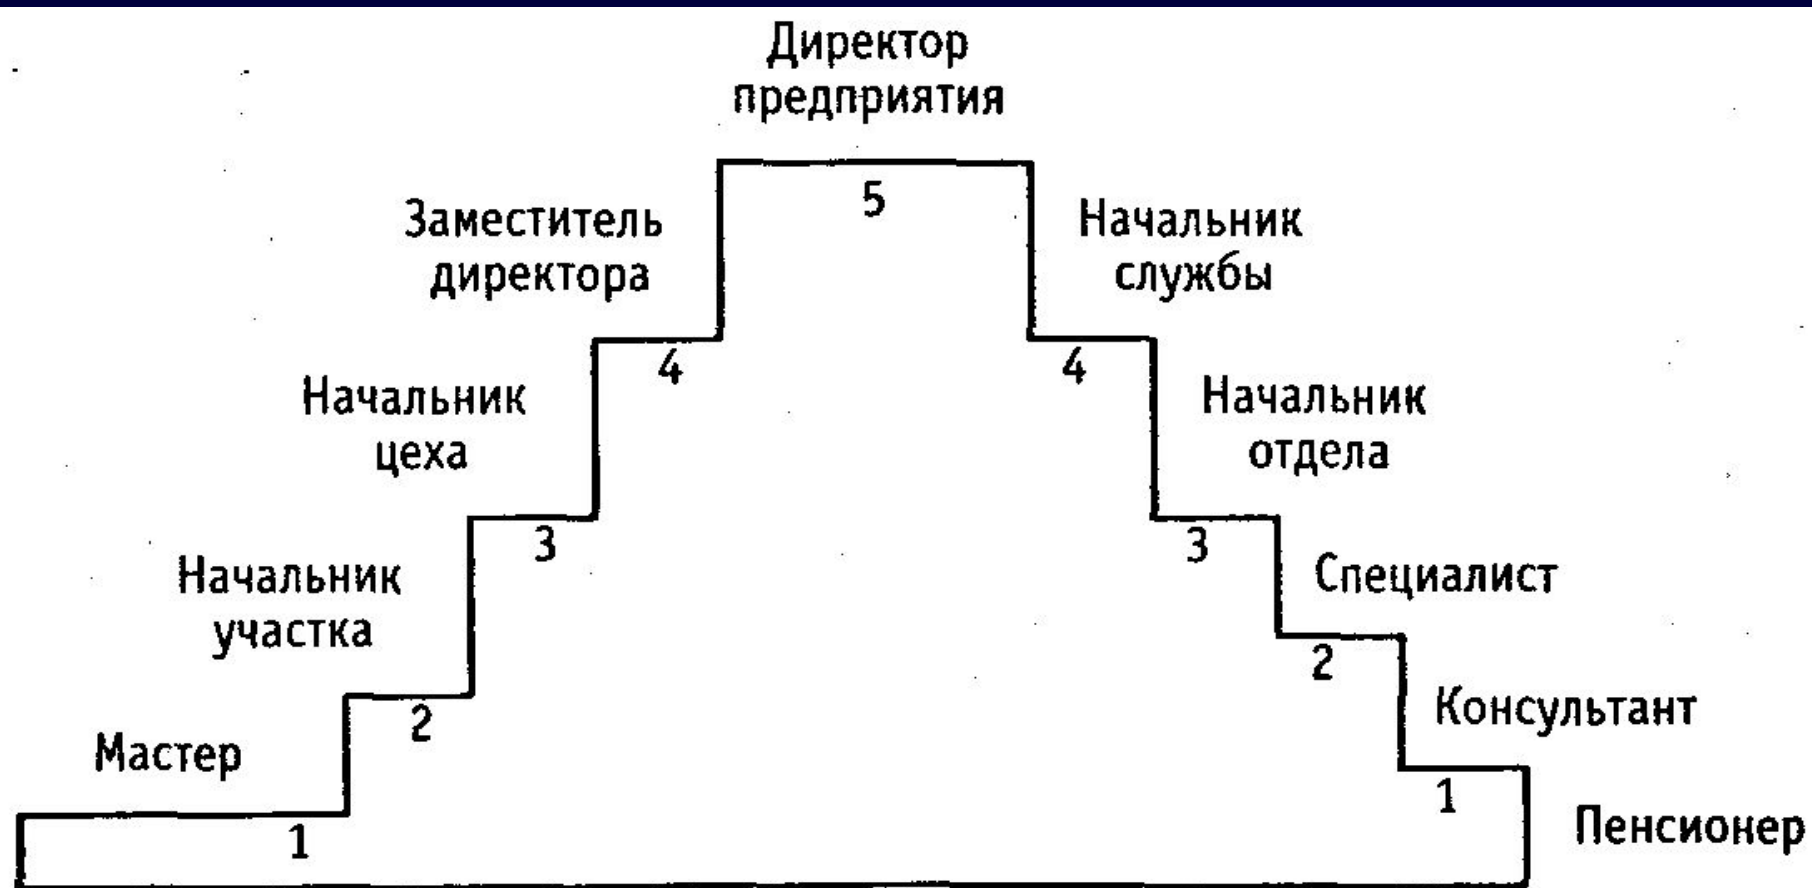 Директор
предприятия
5
Заместитель
директора
Начальник
службы
4
4
Начальник
цеха
Начальник
отдела
3
3
Начальник
участка
Специалист
2
2
Мастер
Консультант
1
1
Пенсионер